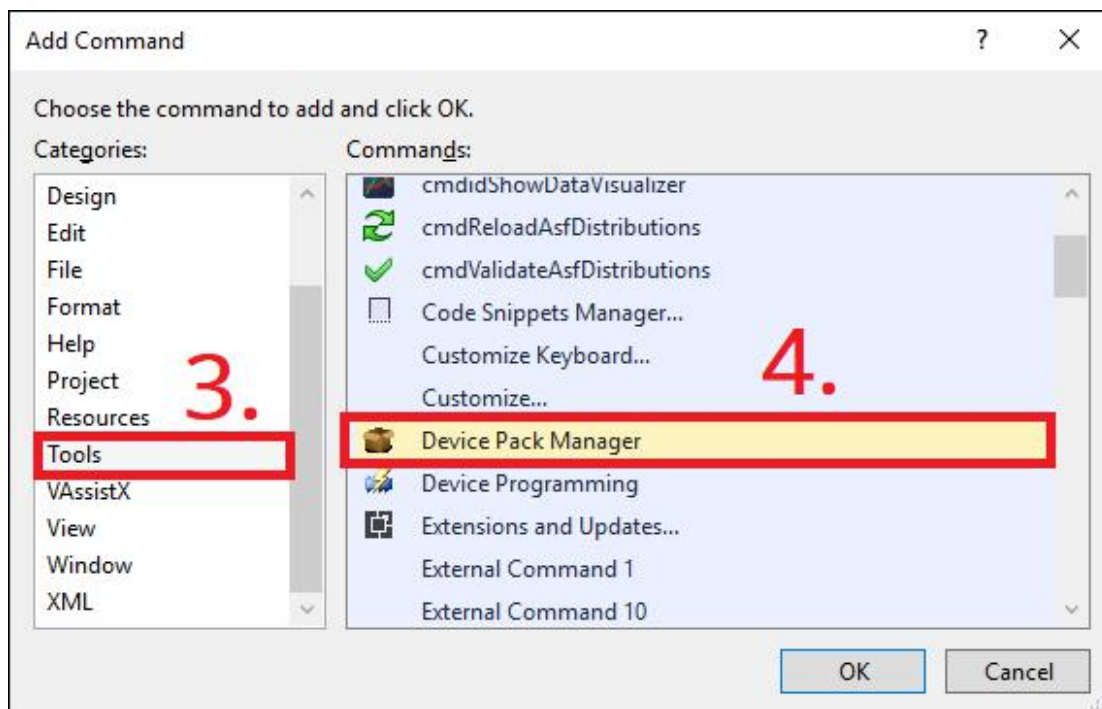 Add Command
?
Choose the command to add and click OK.
Categories:
Commands:
Design
Edit
File
Format
Help
Project
Resources
Tools
VAssistX
View
Window
XML
3.
cmdidShowDataVisualizer
cmdReloadAsfDistributions
cmdValidateAsfDistributions
Code Snippets Manager...
Customize Keyboard...
Customize...
Device Pack Manager
Device Programming
Extensions and Updates...
External Command 1
External Command 10
4.
OK
Cancel